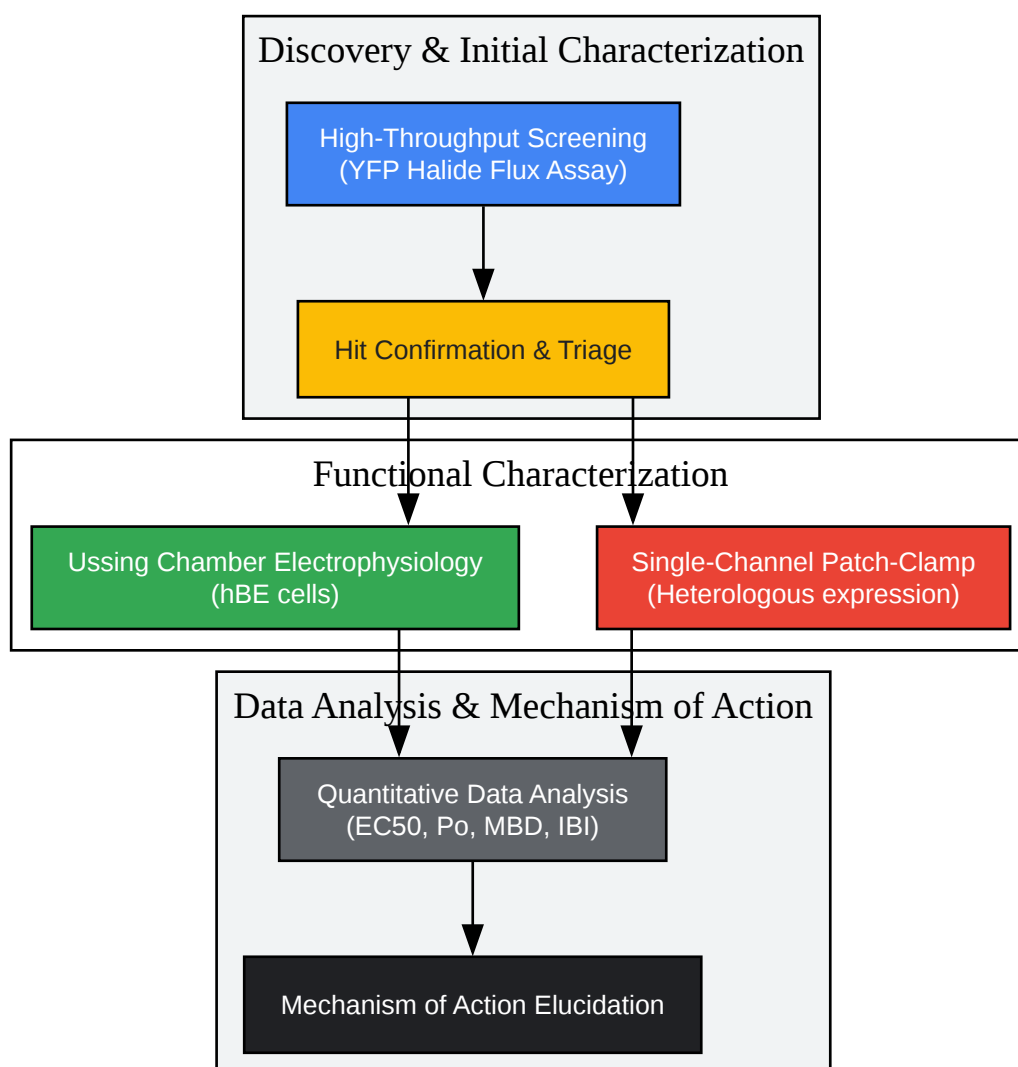 Discovery & Initial Characterization
High-Throughput Screening
(YFP Halide Flux Assay)
Hit Confirmation & Triage
Functional Characterization
Ussing Chamber Electrophysiology
(hBE cells)
Single-Channel Patch-Clamp
(Heterologous expression)
Data Analysis & Mechanism of Action
Quantitative Data Analysis
(EC50, Po, MBD, IBI)
Mechanism of Action Elucidation